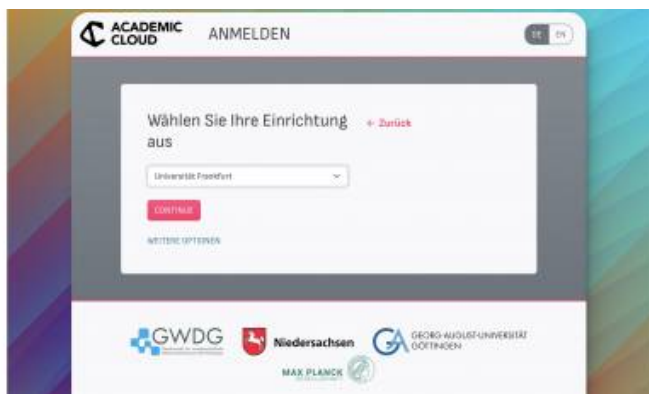 ACADEMIC
CLOUD
ANMELDEN
DE EN
Wählen Sie Ihre Einrichtung
aus
← Zurück
Universität Frankfurt
CONTINUE
WEITERE OPTIONEN
GWDG
Niedersachsen
GEORG-AUGUST-UNIVERSITÄT
GÖTTINGEN
MAX PLANCK